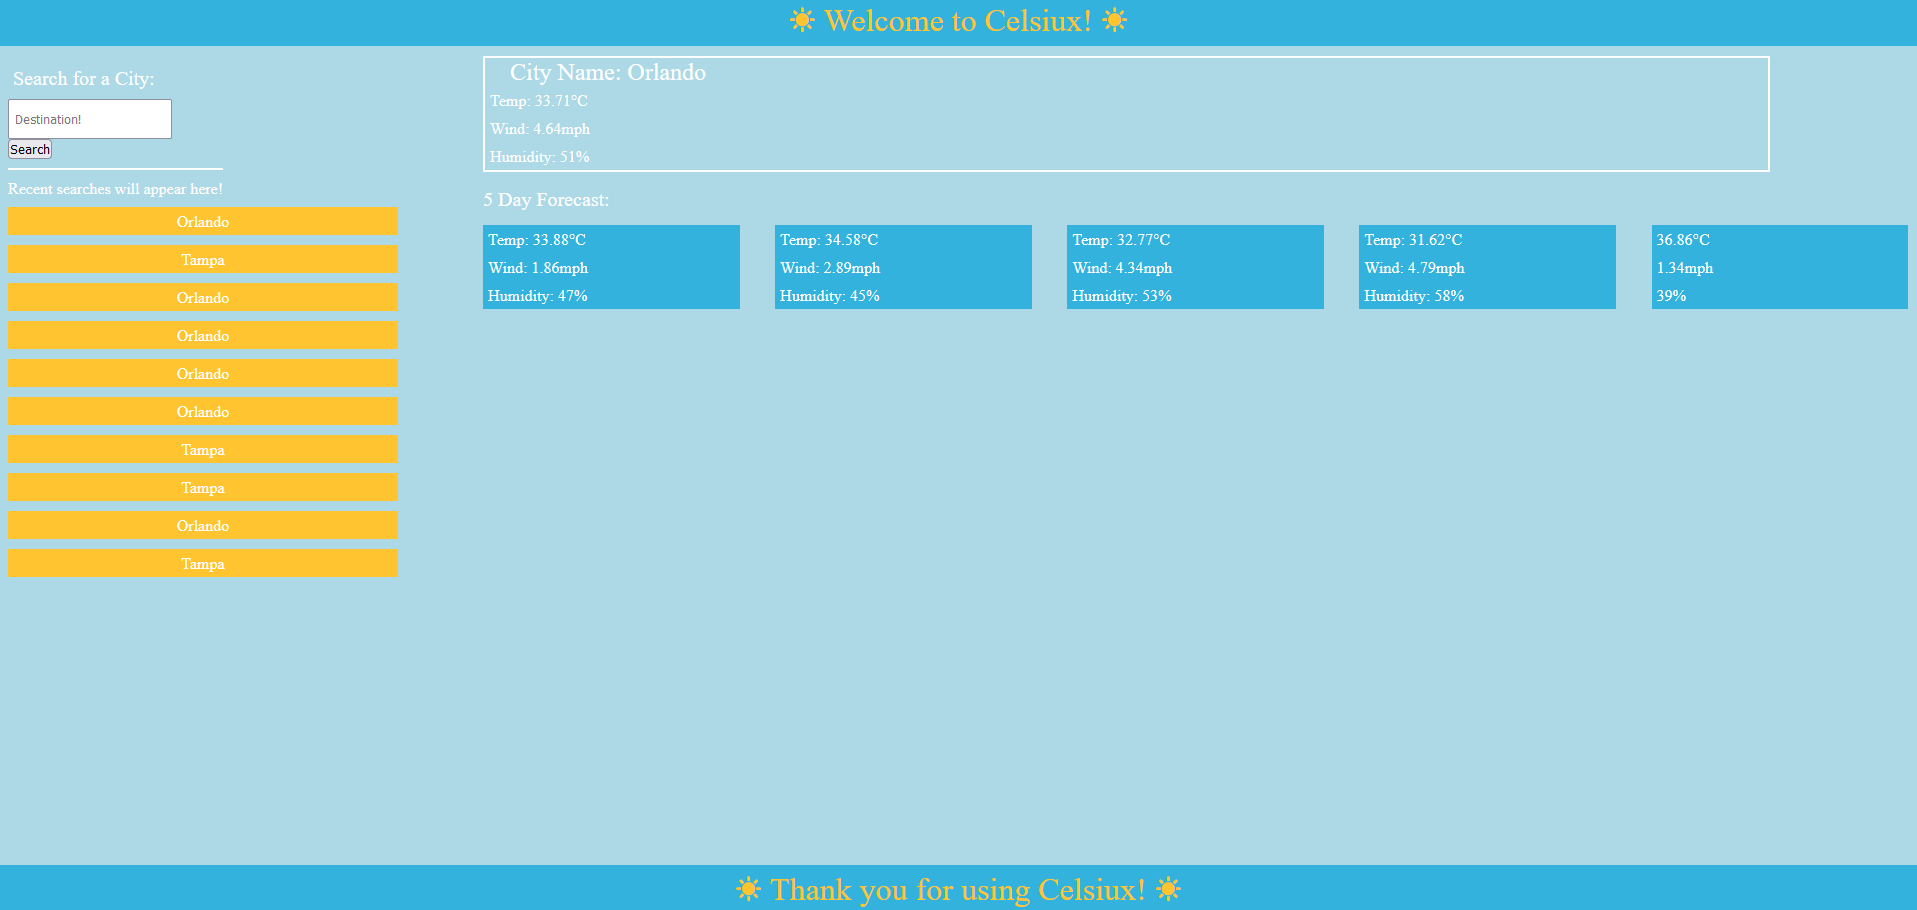 ☀ Welcome to Celsiux! ☀
Search for a City:
Destination!
Search
Recent searches will appear here!
Orlando
Tampa
Orlando
Orlando
Orlando
Orlando
Tampa
Tampa
Orlando
Tampa
City Name: Orlando
Temp: 33.71°C
Wind: 4.64mph
Humidity: 51%
5 Day Forecast:
Temp: 33.88°C
Wind: 1.86mph
Humidity: 47%
Temp: 34.58°C
Wind: 2.89mph
Humidity: 45%
Temp: 32.77°C
Wind: 4.34mph
Humidity: 53%
Temp: 31.62°C
Wind: 4.79mph
Humidity: 58%
36.86°C
1.34mph
39%
☀ Thank you for using Celsiux! ☀